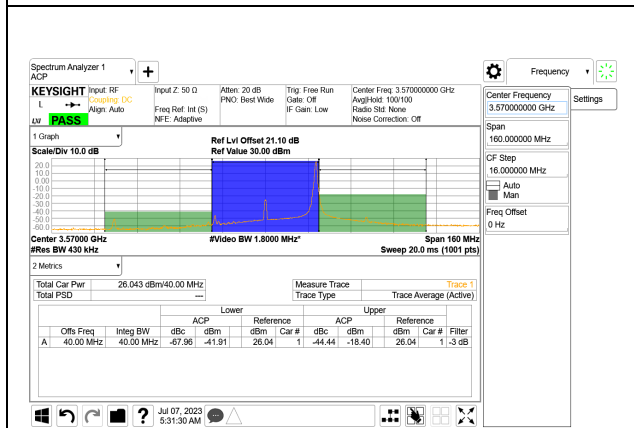 Spectrum Analyzer 1
ACP
+
Frequency
KEYSIGHT
L
LXI
PASS
Input: RF
Coupling: DC
Align: Auto
Input Z: 50 Ω
Freq Ref: Int (S)
NFE: Adaptive
Atten: 20 dB
PNO: Best Wide
Trig: Free Run
Gate: Off
IF Gain: Low
Center Freq: 3.570000000 GHz
Avg|Hold: 100/100
Radio Std: None
Noise Correction: Off
Center Frequency
3.570000000 GHz
Settings
Span
160.000000 MHz
CF Step
16.000000 MHz
Auto
Man
Freq Offset
0 Hz
1 Graph
Scale/Div 10.0 dB
Ref Lvl Offset 21.10 dB
Ref Value 30.00 dBm
20.0
10.0
0.00
-10.0
-20.0
-30.0
-40.0
-50.0
-60.0
Center 3.57000 GHz #Video BW 1.8000 MHz* Span 160 MHz
#Res BW 430 kHz Sweep 20.0 ms (1001 pts)
2 Metrics
Total Car Pwr 26.043 dBm/40.00 MHz Measure Trace Trace 1
Total PSD --- Trace Type Trace Average (Active)
Lower Upper
ACP Reference ACP Reference
Offs Freq Integ BW dBc dBm dBm Car # dBc dBm dBm Car # Filter
A 40.00 MHz 40.00 MHz -67.96 -41.91 26.04 1 -44.44 -18.40 26.04 1 -3 dB
?
Jul 07, 2023
5:31:30 AM